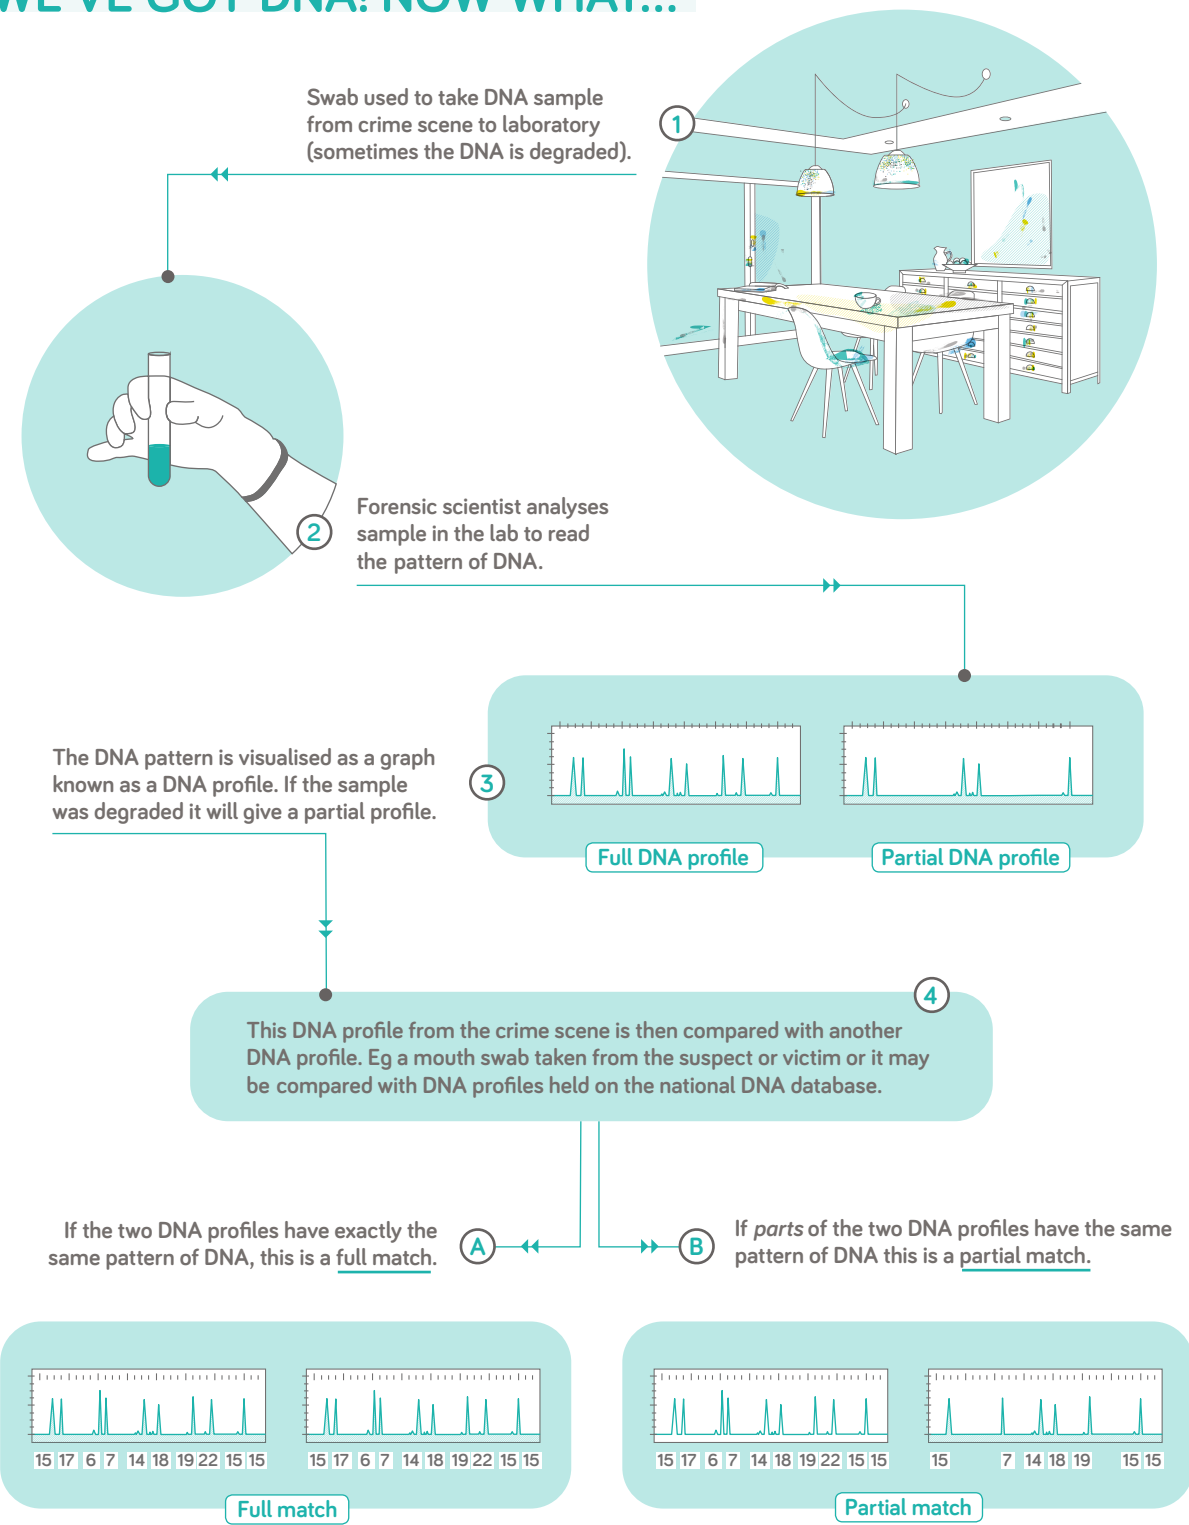 WE'VE GOT DNA! NOW WHAT...
Swab used to take DNA sample
from crime scene to laboratory
(sometimes the DNA is degraded).
1
2
Forensic scientist analyses
sample in the lab to read
the pattern of DNA.
The DNA pattern is visualised as a graph
known as a DNA profile. If the sample
was degraded it will give a partial profile.
3
Full DNA profile
Partial DNA profile
4
This DNA profile from the crime scene is then compared with another
DNA profile. Eg a mouth swab taken from the suspect or victim or it may
be compared with DNA profiles held on the national DNA database.
If the two DNA profiles have exactly the
same pattern of DNA, this is a full match.
A
B
If parts of the two DNA profiles have the same
pattern of DNA this is a partial match.
15 17 6 7 14 18 19 22 15 15
15 17 6 7 14 18 19 22 15 15
Full match
15 17 6 7 14 18 19 22 15 15
15 7 14 18 19 15 15
Partial match